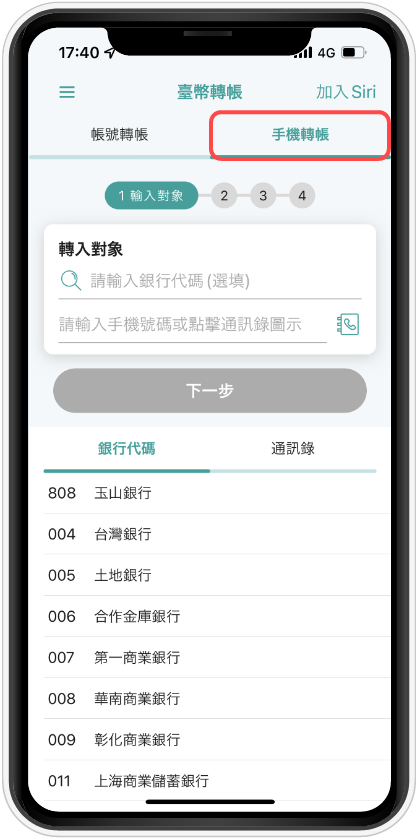 17:40 4G
臺幣轉帳 加入 Siri
帳號轉帳 手機轉帳
1 輸入對象 2 3 4
轉入對象
請輸入銀行代碼 (選填)
請輸入手機號碼或點擊通訊錄圖示
下一步
銀行代碼 通訊錄
808 玉山銀行
004 台灣銀行
005 土地銀行
006 合作金庫銀行
007 第一商業銀行
008 華南商業銀行
009 彰化商業銀行
011 上海商業儲蓄銀行